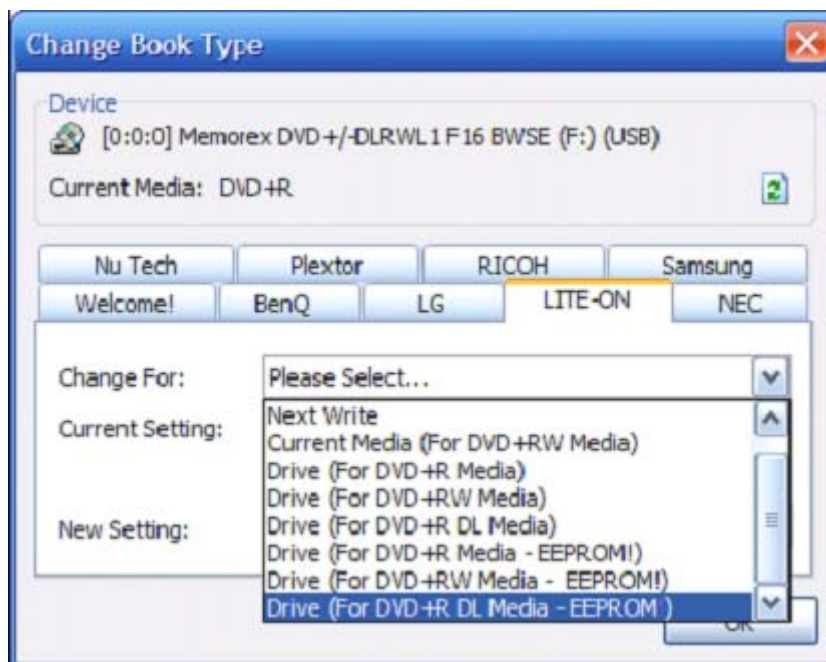 Change Book Type
Device
[0:0:0] Memorex DVD+/-DLRWL1 F16 BWSE (F:) (USB)
Current Media: DVD+R
Nu Tech Plextor RICOH Samsung
Welcome! BenQ LG LITE-ON NEC
Change For: Please Select...
Next Write
Current Setting:
Current Media (For DVD+RW Media)
Drive (For DVD+R Media)
Drive (For DVD+RW Media)
New Setting:
Drive (For DVD+R DL Media)
Drive (For DVD+R Media - EEPROM!)
Drive (For DVD+RW Media - EEPROM!)
Drive (For DVD+R DL Media - EEPROM )
OK